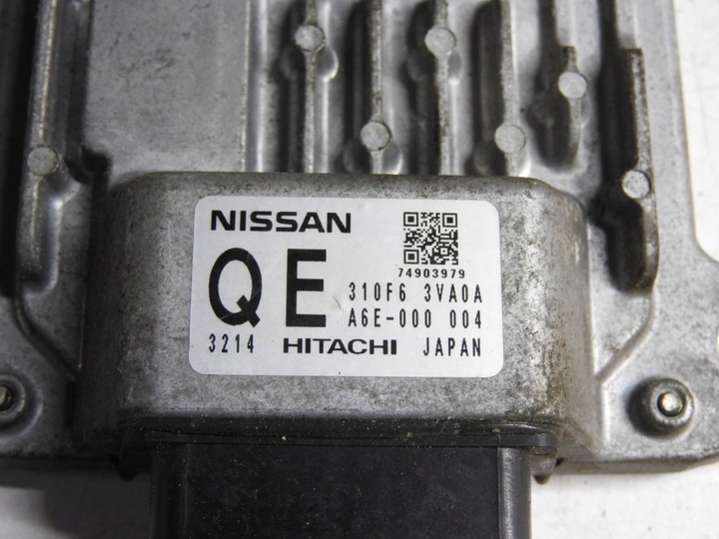 NISSAN
74903979
QE 310F6 3VA0A
A6E-000 004
3214 HITACHI JAPAN